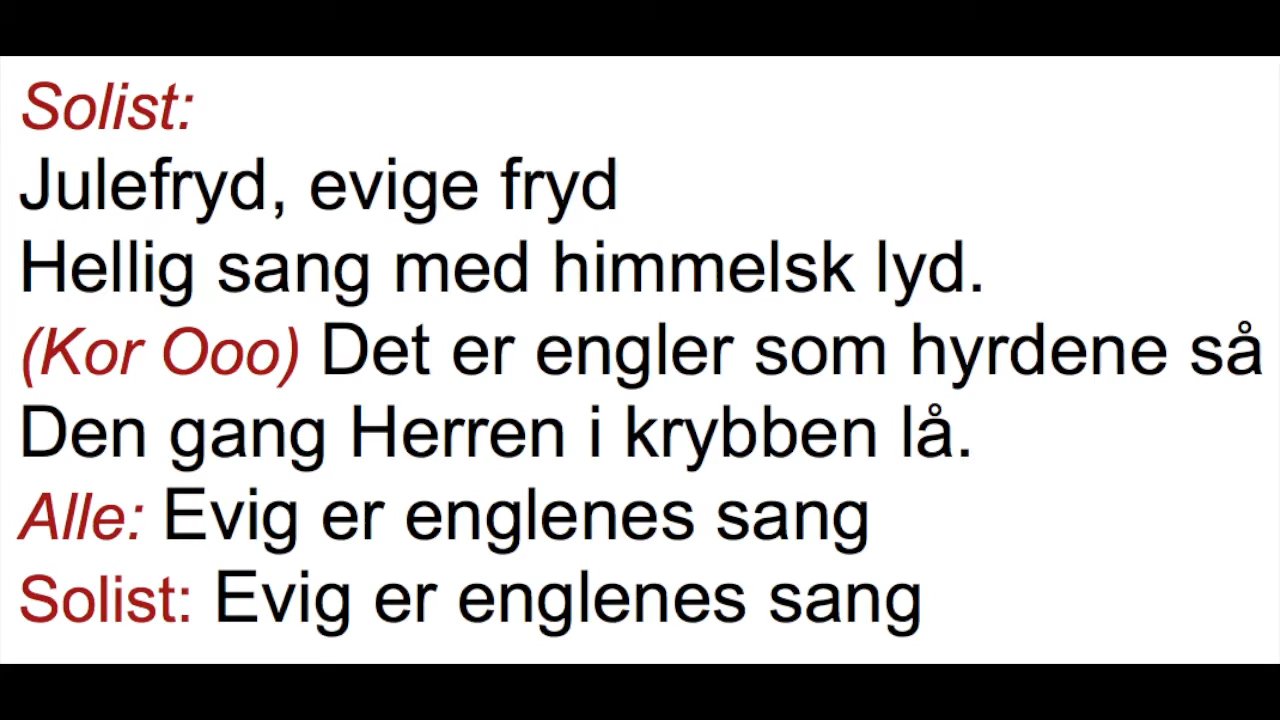 Solist:
Julefryd, evige fryd
Hellig sang med himmelsk lyd.
(Kor Ooo) Det er engler som hyrdene så
Den gang Herren i krybben lå.
Alle: Evig er englenes sang
Solist: Evig er englenes sang